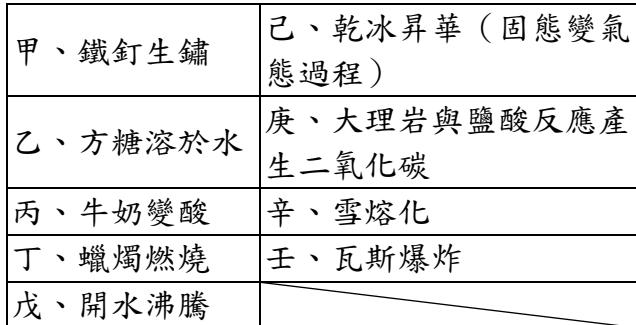 甲、鐵釘生鏽
己、乾冰昇華（固態變氣
態過程）
乙、方糖溶於水
庚、大理岩與鹽酸反應產
生二氧化碳
丙、牛奶變酸
辛、雪熔化
丁、蠟燭燃燒
壬、瓦斯爆炸
戊、開水沸騰